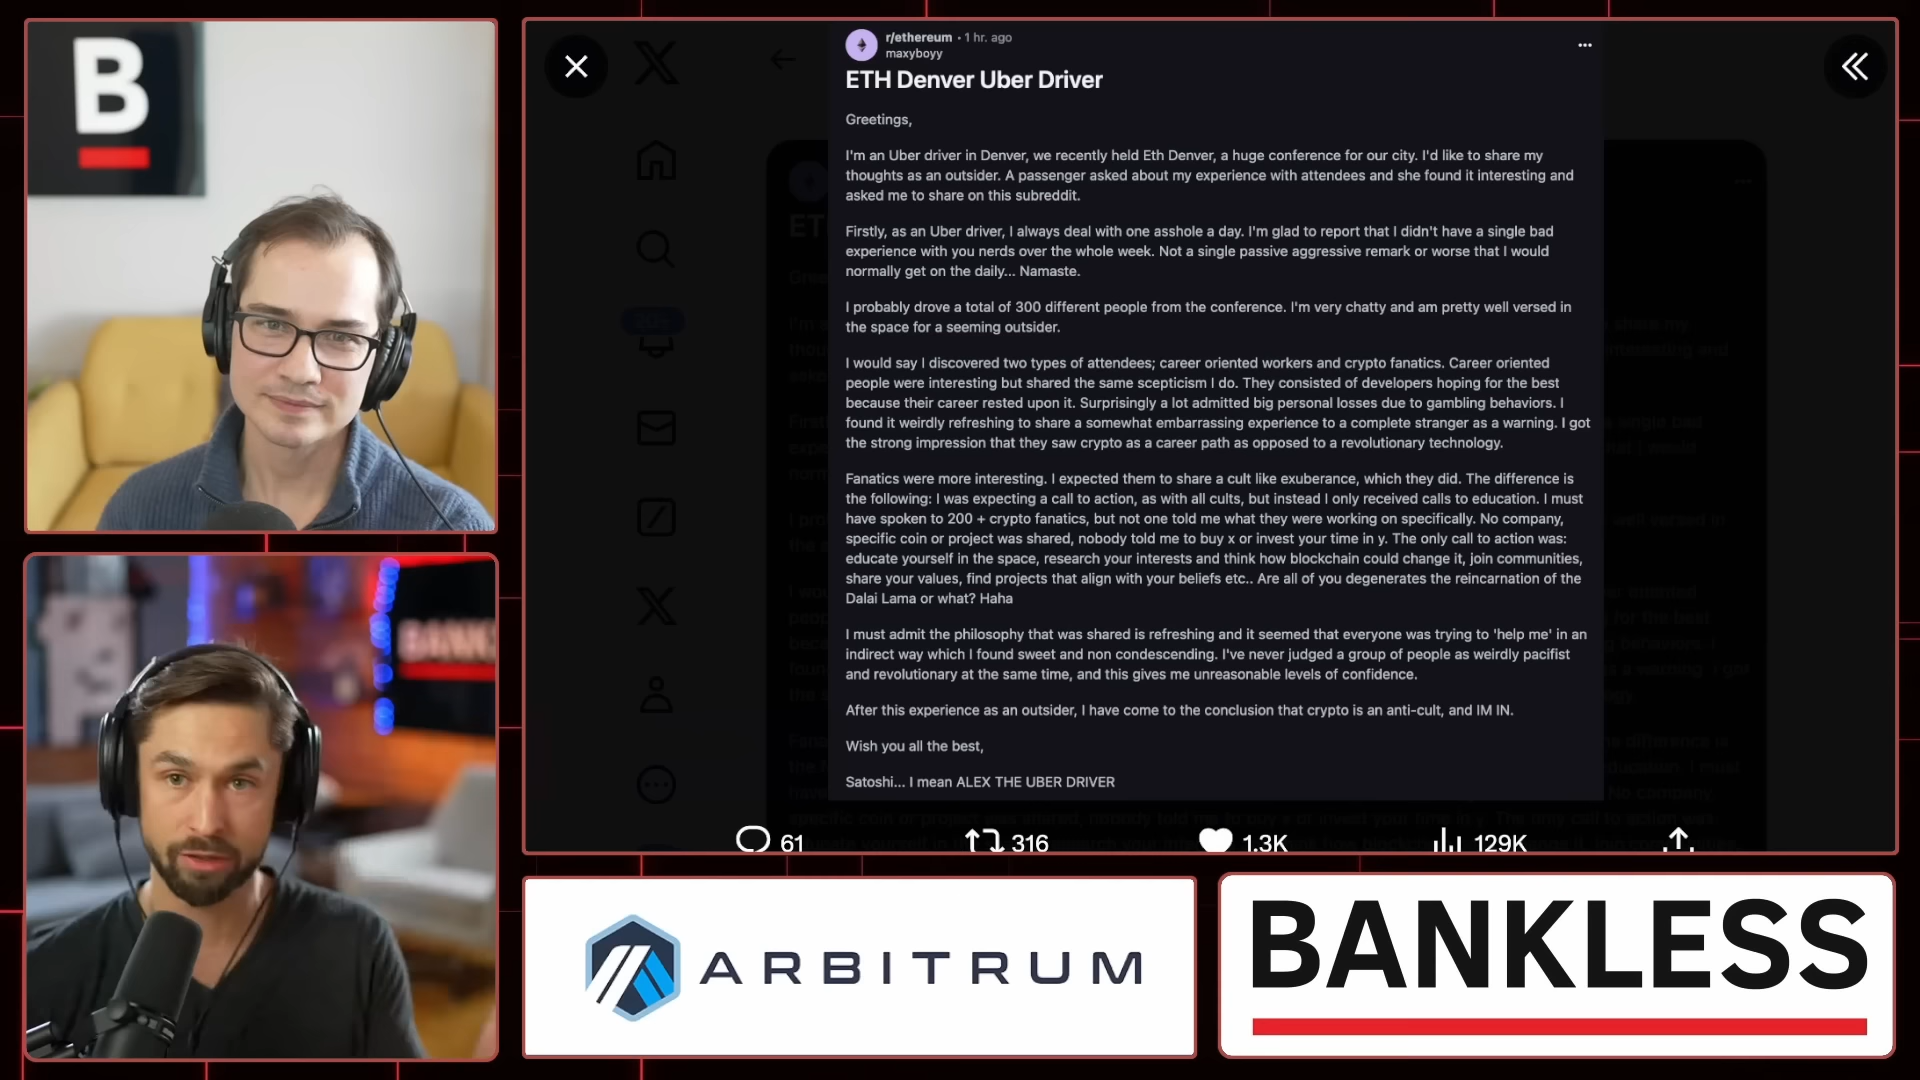 B
r/ethereum • 1 hr. ago
maxyboyy
ETH Denver Uber Driver
Greetings,
I'm an Uber driver in Denver, we recently held Eth Denver, a huge conference for our city. I'd like to share my
thoughts as an outsider. A passenger asked about my experience with attendees and she found it interesting and
asked me to share on this subreddit.
Firstly, as an Uber driver, I always deal with one asshole a day. I'm glad to report that I didn't have a single bad
experience with you nerds over the whole week. Not a single passive aggressive remark or worse that I would
normally get on the daily... Namaste.
I probably drove a total of 300 different people from the conference. I'm very chatty and am pretty well versed in
the space for a seeming outsider.
I would say I discovered two types of attendees; career oriented workers and crypto fanatics. Career oriented
people were interesting but shared the same scepticism I do. They consisted of developers hoping for the best
because their career rested upon it. Surprisingly a lot admitted big personal losses due to gambling behaviors. I
found it weirdly refreshing to share a somewhat embarrassing experience to a complete stranger as a warning. I got
the strong impression that they saw crypto as a career path as opposed to a revolutionary technology.
Fanatics were more interesting. I expected them to share a cult like exuberance, which they did. The difference is
the following: I was expecting a call to action, as with all cults, but instead I only received calls to education. I must
have spoken to 200 + crypto fanatics, but not one told me what they were working on specifically. No company,
specific coin or project was shared, nobody told me to buy x or invest your time in y. The only call to action was:
educate yourself in the space, research your interests and think how blockchain could change it, join communities,
share your values, find projects that align with your beliefs etc.. Are all of you degenerates the reincarnation of the
Dalai Lama or what? Haha
I must admit the philosophy that was shared is refreshing and it seemed that everyone was trying to 'help me' in an
indirect way which I found sweet and non condescending. I've never judged a group of people as weirdly pacifist
and revolutionary at the same time, and this gives me unreasonable levels of confidence.
After this experience as an outsider, I have come to the conclusion that crypto is an anti-cult, and IM IN.
Wish you all the best,
Satoshi... I mean ALEX THE UBER DRIVER
61
316
1.3K
129K
ARBITRUM
BANKLESS